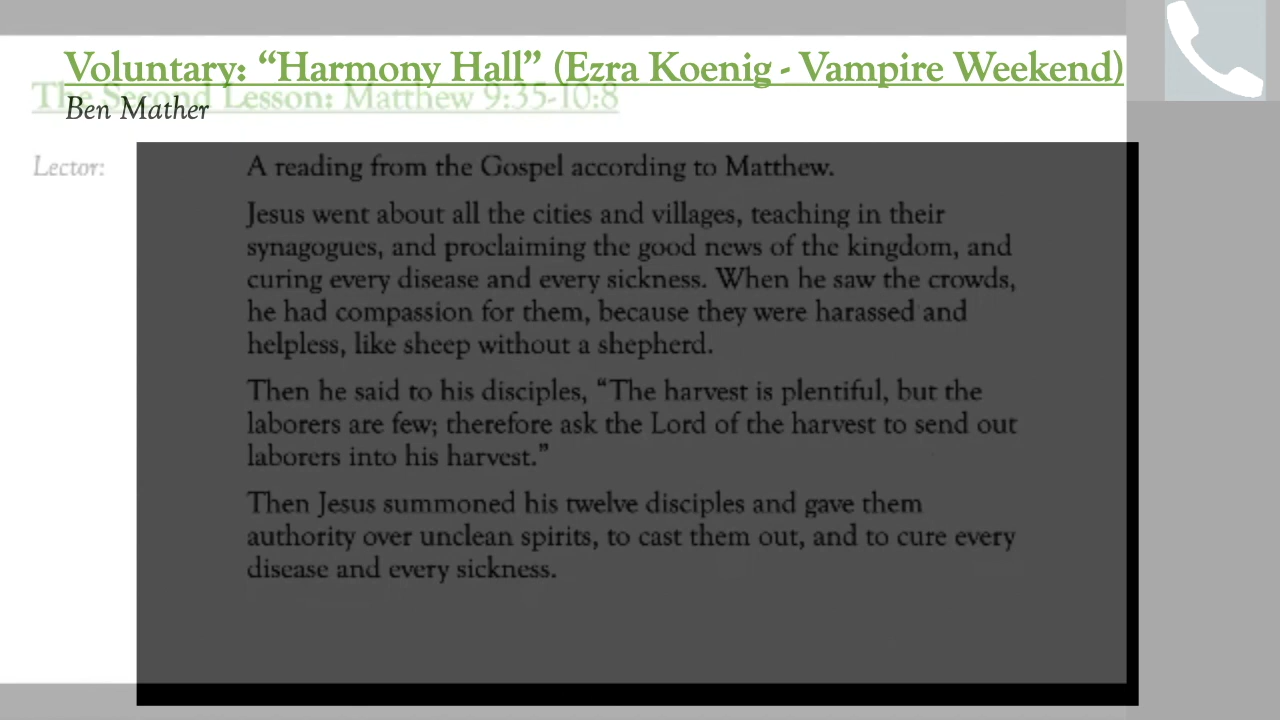 Voluntary: “Harmony Hall” (Ezra Koenig - Vampire Weekend)
The Second Lesson: Matthew 9:35-10:8
Ben Mather
Lector: A reading from the Gospel according to Matthew.
Jesus went about all the cities and villages, teaching in their
synagogues, and proclaiming the good news of the kingdom, and
curing every disease and every sickness. When he saw the crowds,
he had compassion for them, because they were harassed and
helpless, like sheep without a shepherd.
Then he said to his disciples, “The harvest is plentiful, but the
laborers are few; therefore ask the Lord of the harvest to send out
laborers into his harvest.”
Then Jesus summoned his twelve disciples and gave them
authority over unclean spirits, to cast them out, and to cure every
disease and every sickness.